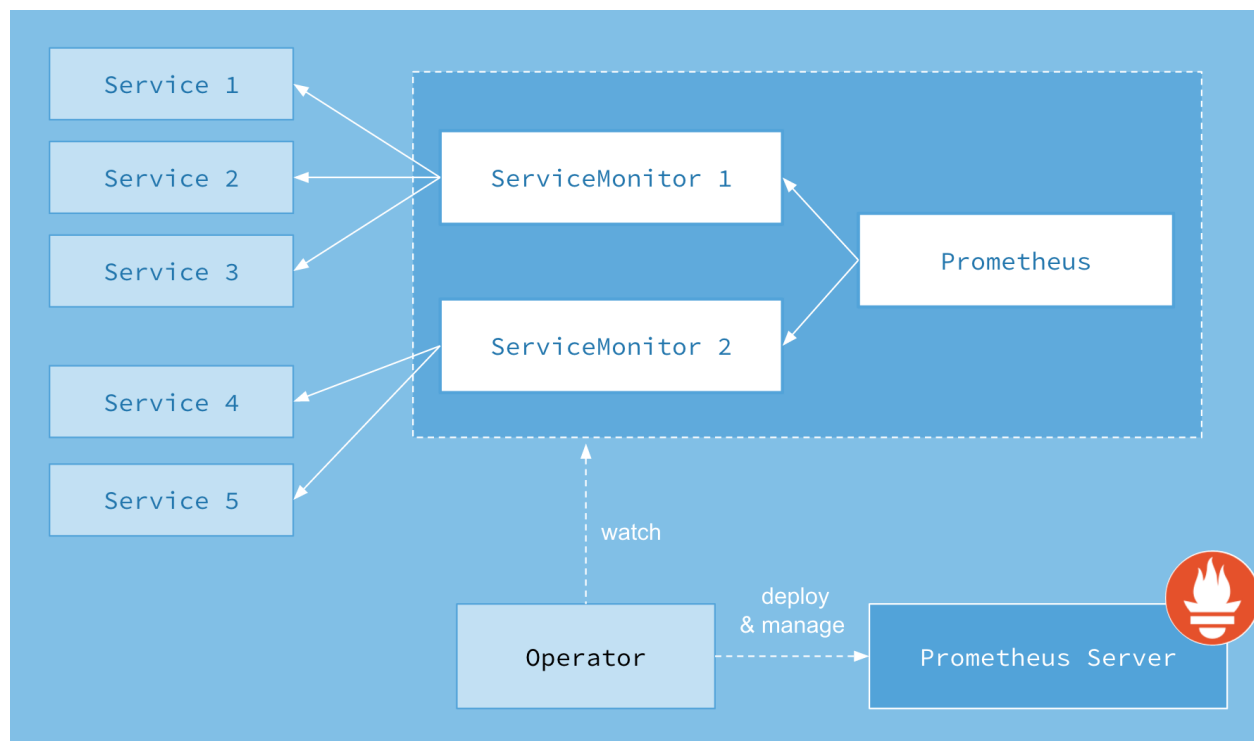 Service 1
Service 2
Service 3
Service 4
Service 5
ServiceMonitor 1
ServiceMonitor 2
Prometheus
watch
deploy
& manage
Operator
Prometheus Server